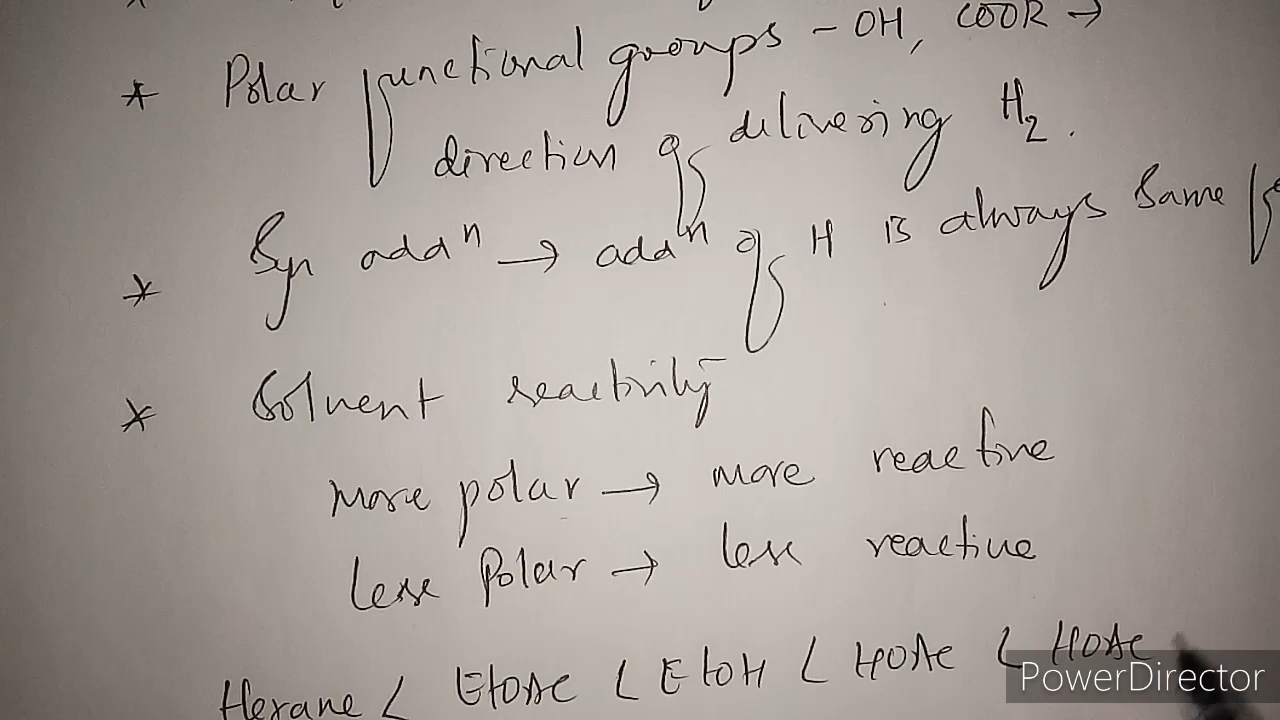 * Polar functional groups - OH, COOR →
direction of delivering H2.
* Syn addn → addn of H is always same
* Solvent reactivity
More polar → more reactive
Less Polar → less reactive
Hexane < EtOAc < EtOH < HOAc < HOAc
PowerDirector